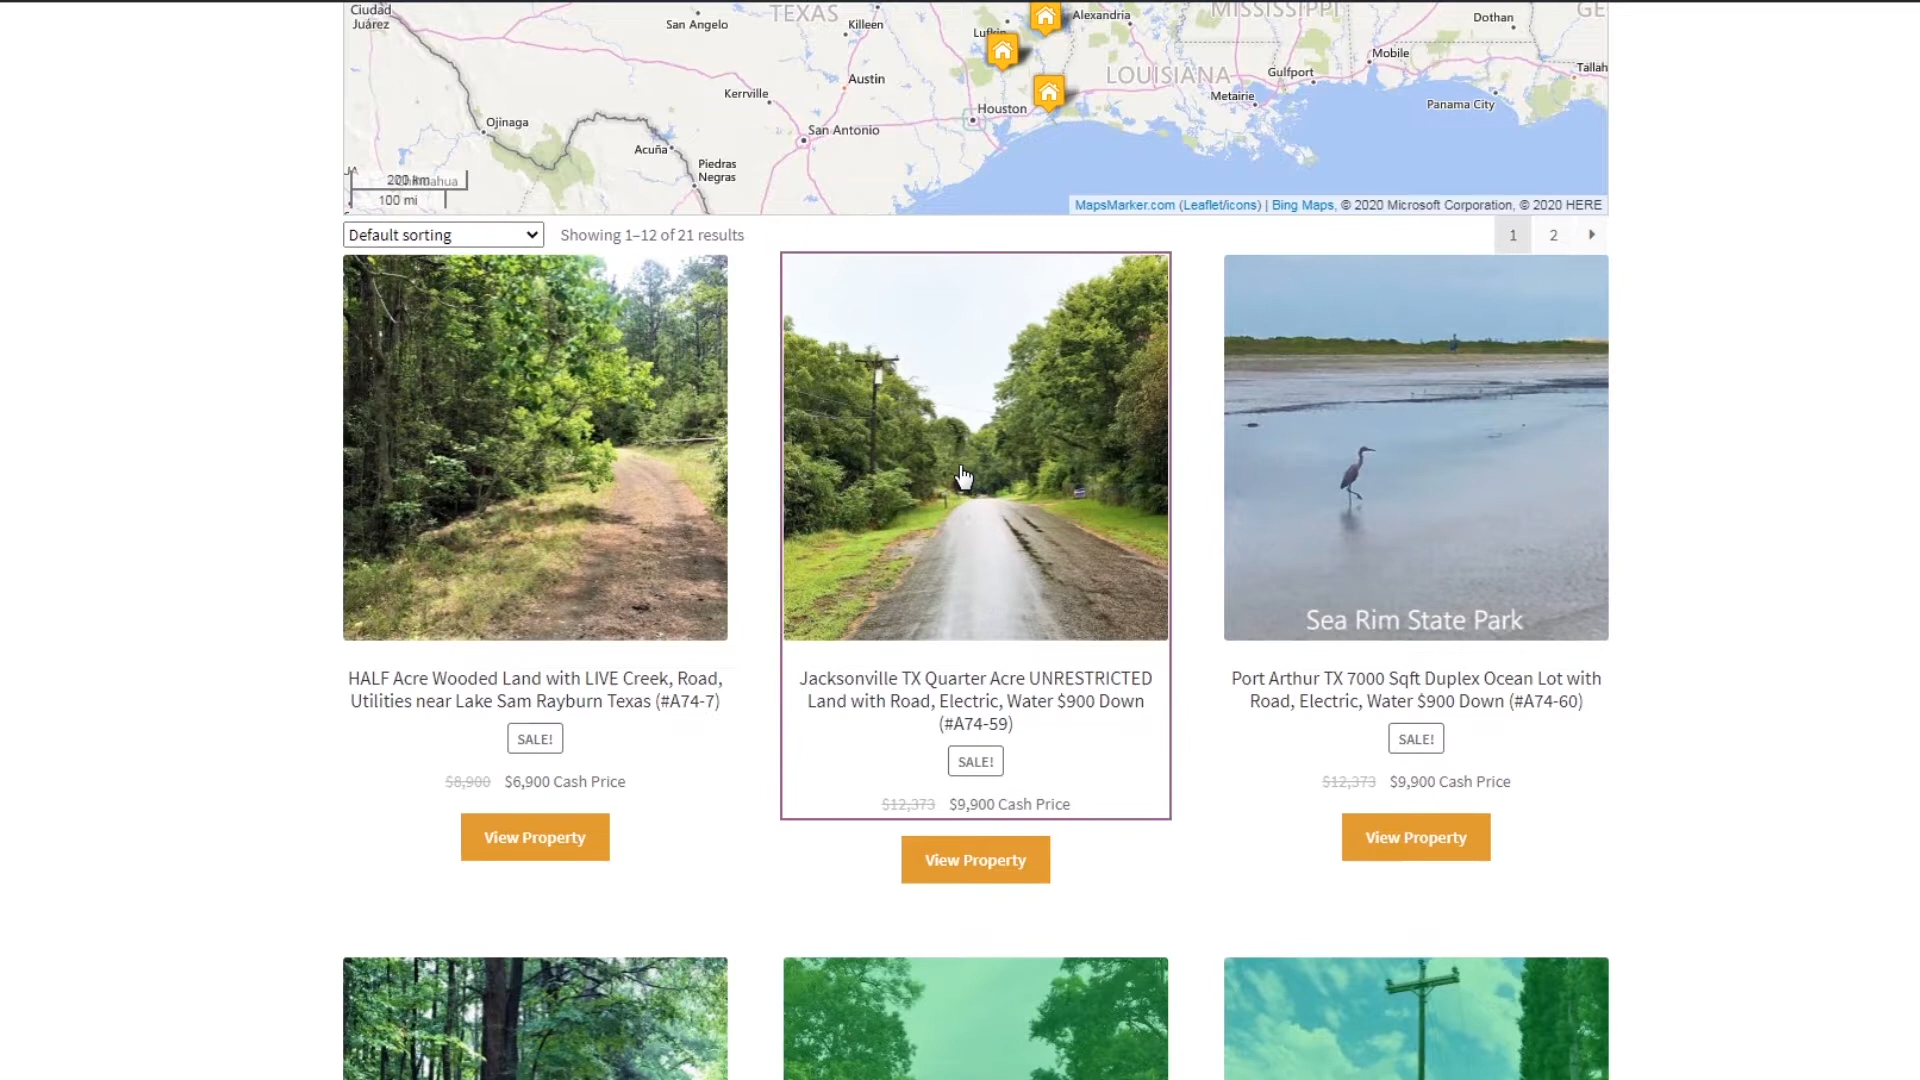 Ciudad
Juárez
San Angelo
TEXAS
Killeen
Lufkin
Alexandria
MISSISSIPPI
Dothan
GE
Mobile
Austin
LOUISIANA
Gulfport
Tallah
Kerrville
Houston
Metairie
Panama City
Ojinaga
San Antonio
Acuña
Piedras
Negras
200 km
100 mi
MapsMarker.com (Leaflet/icons) | Bing Maps, © 2020 Microsoft Corporation, © 2020 HERE
Default sorting
Showing 1–12 of 21 results
1 2
Sea Rim State Park
HALF Acre Wooded Land with LIVE Creek, Road,
Utilities near Lake Sam Rayburn Texas (#A74-7)
SALE!
$8,900 $6,900 Cash Price
View Property
Jacksonville TX Quarter Acre UNRESTRICTED
Land with Road, Electric, Water $900 Down
(#A74-59)
SALE!
$12,373 $9,900 Cash Price
View Property
Port Arthur TX 7000 Sqft Duplex Ocean Lot with
Road, Electric, Water $900 Down (#A74-60)
SALE!
$12,373 $9,900 Cash Price
View Property